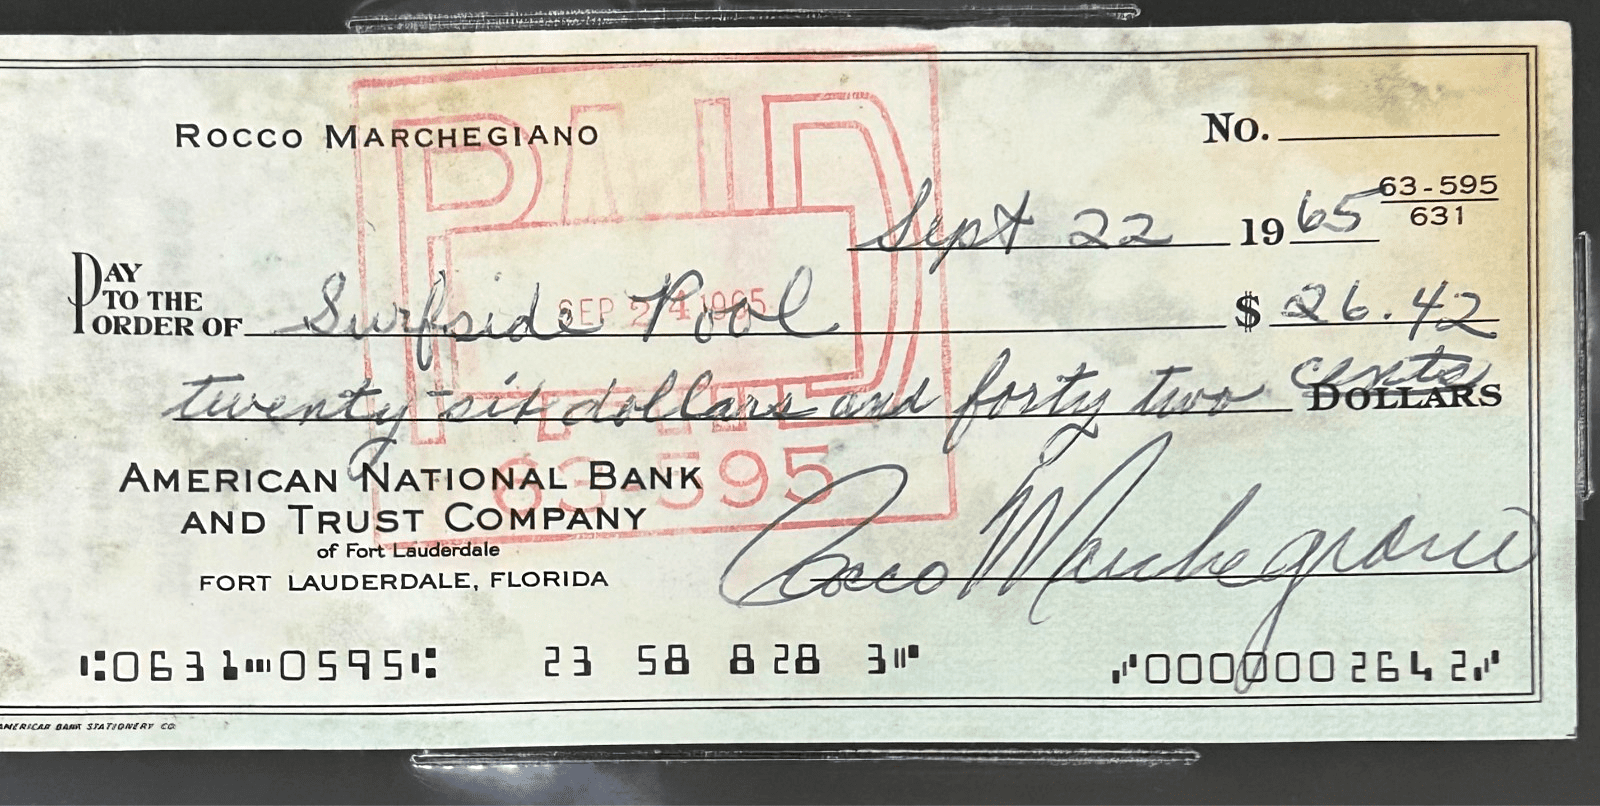 ROCCO MARCHEGIANO
No.
63-595
631
Sept 22 1965
PAY TO THE ORDER OF Surfside Pool $ 26.42
twenty-six dollars and forty two cents DOLLARS
PAID
SEP 24 1965
63-595
AMERICAN NATIONAL BANK
AND TRUST COMPANY
of Fort Lauderdale
FORT LAUDERDALE, FLORIDA
Rocco Marchegiano
⑆0631⑉0595⑆ 23 58 828 3⑈ ⑇0000002642⑇
AMERICAN BANK STATIONERY CO.